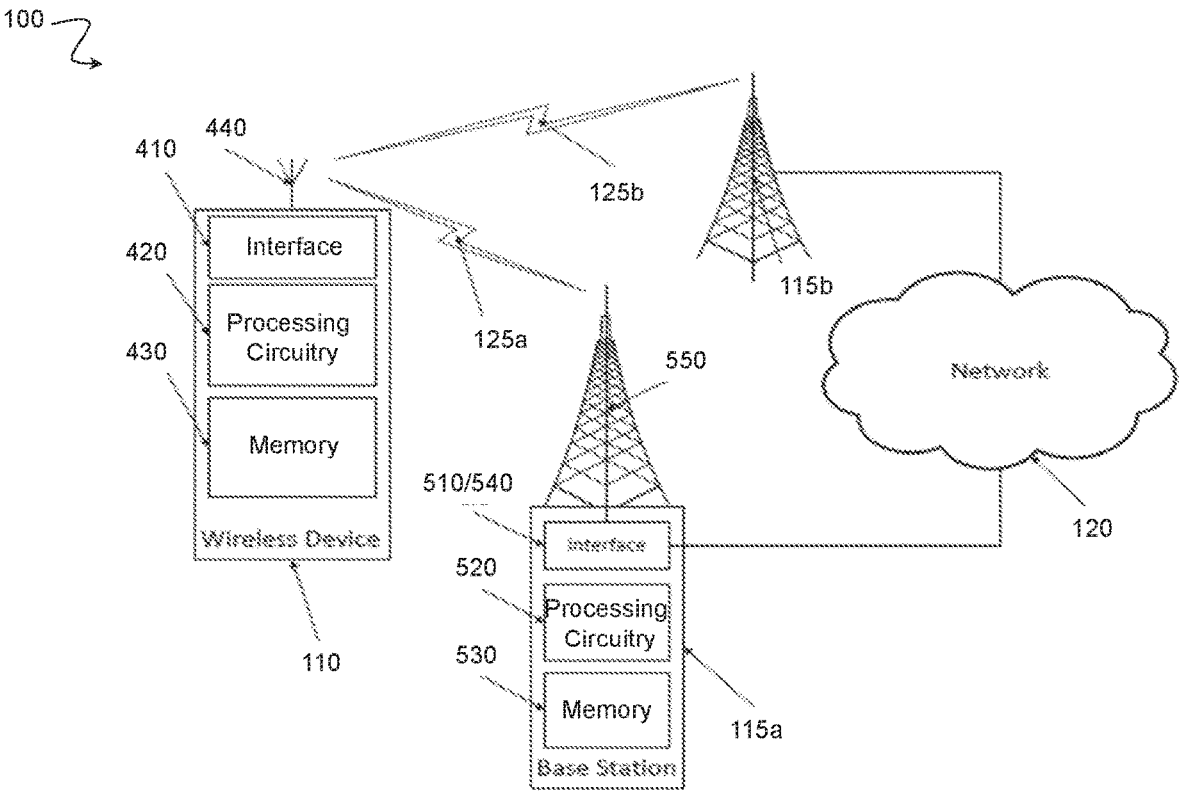 100
440
410
125b
Interface
420
115b
Processing
Circuitry
125a
430
550
Network
Memory
510/540
120
Wireless Device
Interface
520
Processing
Circuitry
110
530
Memory
115a
Base Station